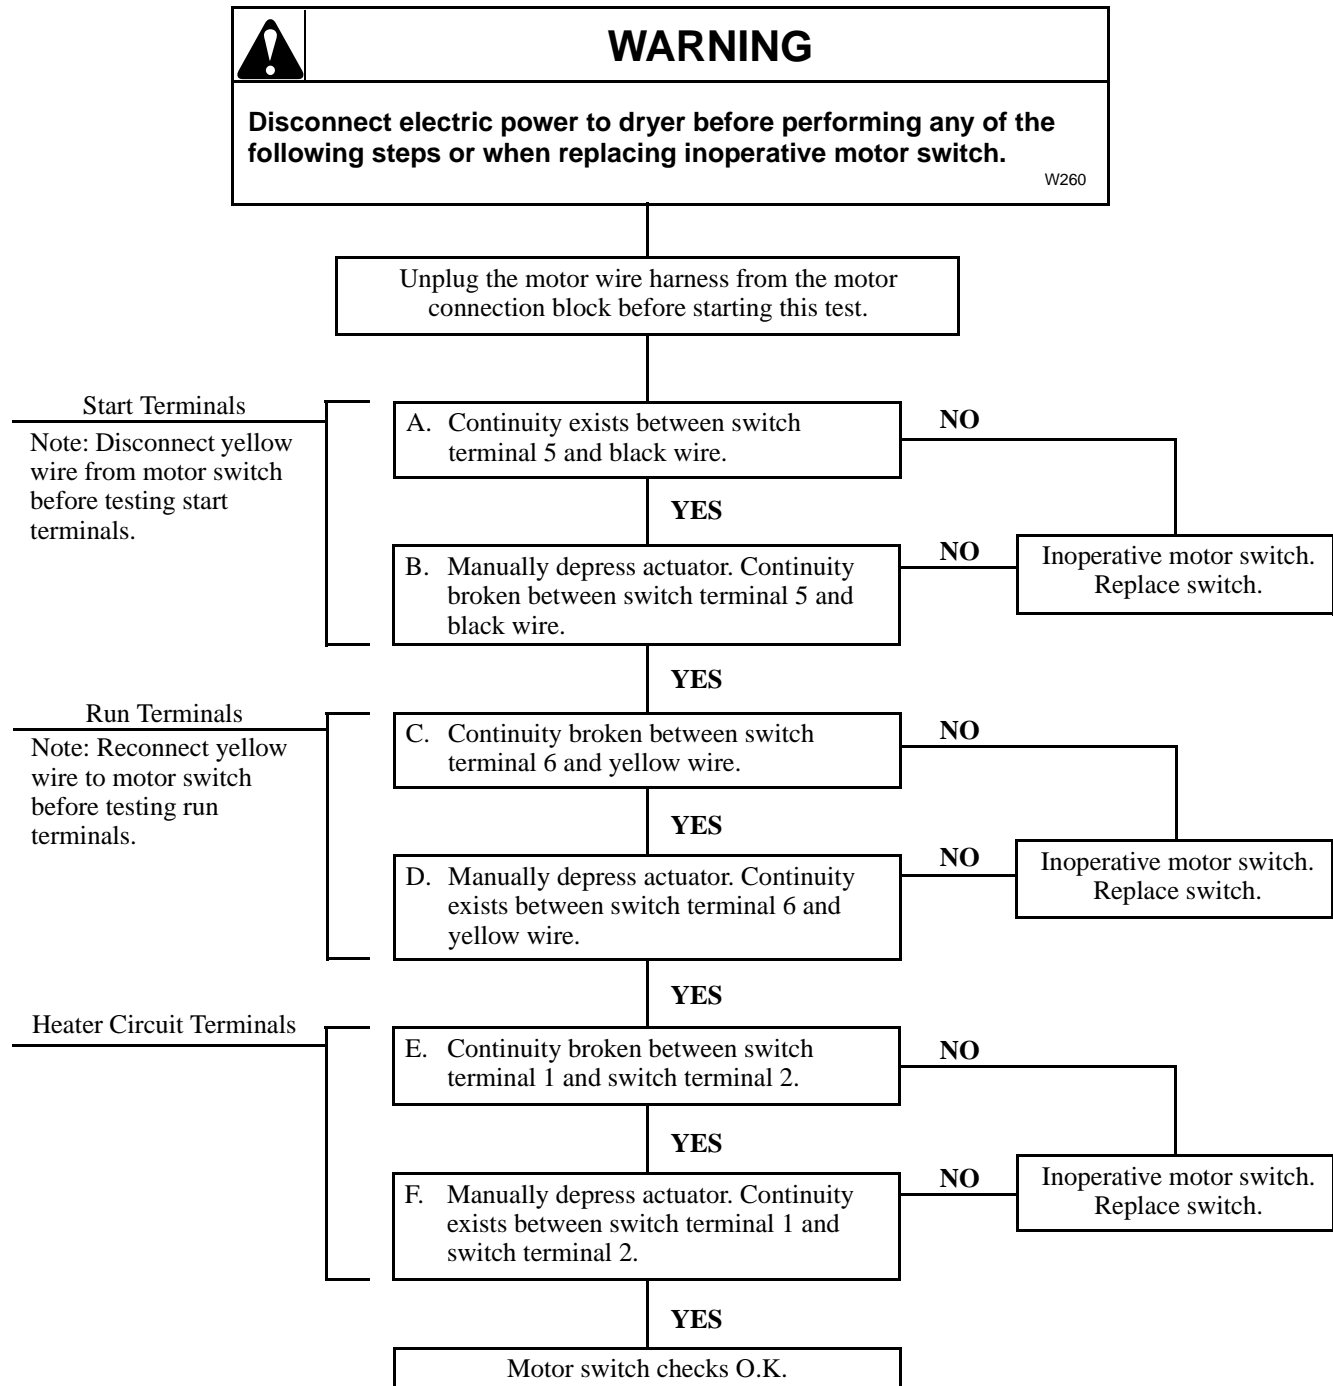 WARNING
Disconnect electric power to dryer before performing any of the
following steps or when replacing inoperative motor switch.
W260
Unplug the motor wire harness from the motor
connection block before starting this test.
Start Terminals
Note: Disconnect yellow
wire from motor switch
before testing start
terminals.
A. Continuity exists between switch
terminal 5 and black wire.
NO
YES
B. Manually depress actuator. Continuity
broken between switch terminal 5 and
black wire.
NO
Inoperative motor switch.
Replace switch.
YES
Run Terminals
Note: Reconnect yellow
wire to motor switch
before testing run
terminals.
C. Continuity broken between switch
terminal 6 and yellow wire.
NO
YES
D. Manually depress actuator. Continuity
exists between switch terminal 6 and
yellow wire.
NO
Inoperative motor switch.
Replace switch.
YES
Heater Circuit Terminals
E. Continuity broken between switch
terminal 1 and switch terminal 2.
NO
YES
F. Manually depress actuator. Continuity
exists between switch terminal 1 and
switch terminal 2.
NO
Inoperative motor switch.
Replace switch.
YES
Motor switch checks O.K.